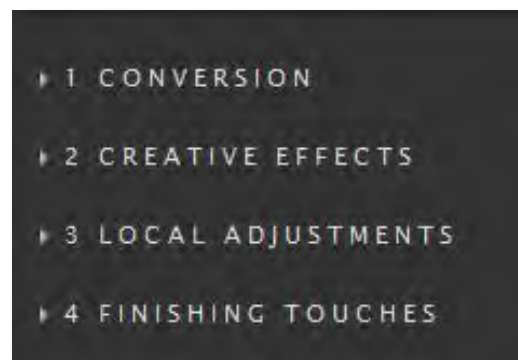 1 CONVERSION
2 CREATIVE EFFECTS
3 LOCAL ADJUSTMENTS
4 FINISHING TOUCHES